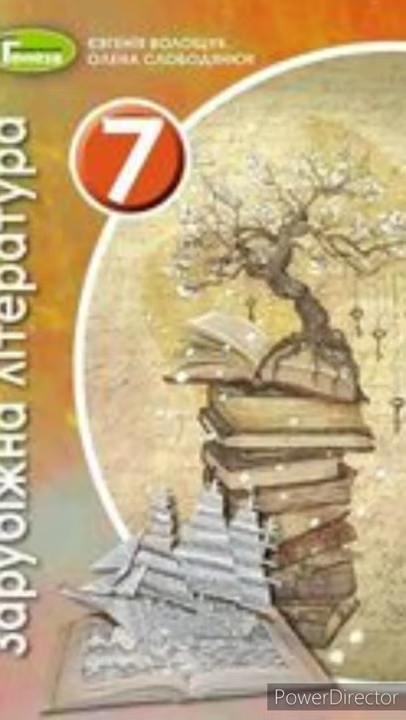 Генеза
ЄВГЕНІЯ ВОЛОЩУК
ОЛЕНА СЛОБОДЯНЮК
7
зарубіжна література
PowerDirector